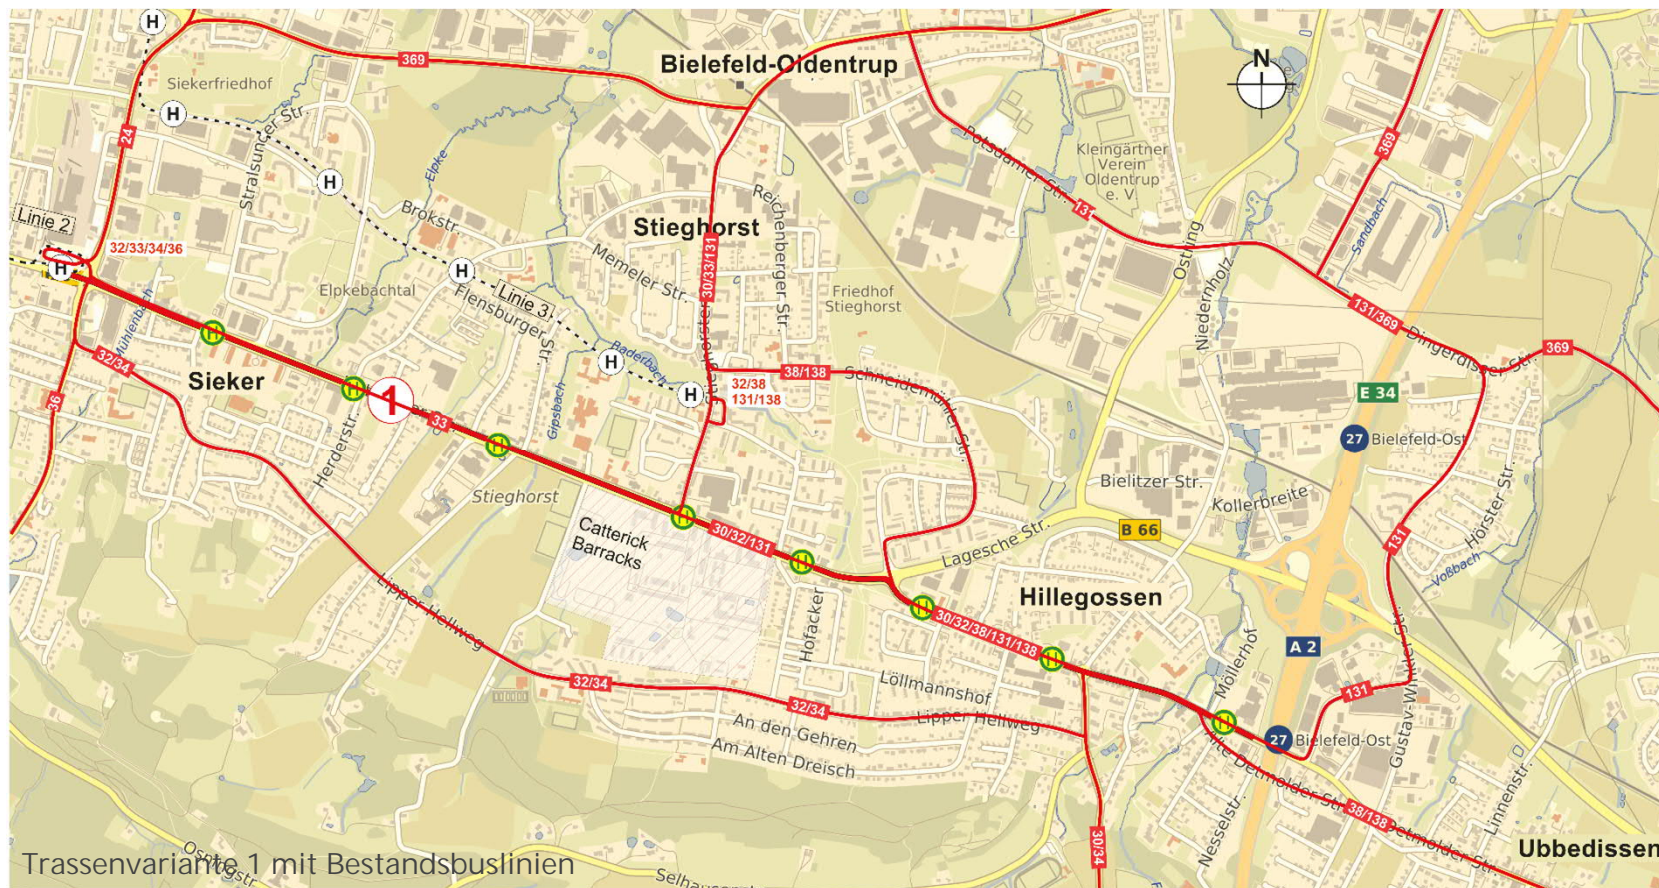 H
369
Bielefeld-Oldentrup
N
Siekerfriedhof
H
24
Stralsunder Str.
Elpke
Potsdamer Str.
Kleingärtner
Verein
Oldentrup
e. V.
369
H
Brokstr.
Reichenberger Str.
131
Sandbach
Linie 2
Stieghorst
Ostring
32/33/34/36
H
H
Memeler Str.
30/33/131
Niedernholz
Elpkebachtal
Linie 3
Flensburger Str.
Friedhof
Stieghorst
131/369
Dingerdisser Str.
Mühlenbach
H
Baderbach
H
369
32/34
Sieker
H
H
38/138
Schneidemühler Str.
32/38
131/138
E 34
36
H
1
33
Gipsbach
27
Bielefeld-Ost
Herderstr.
H
Bielitzer Str.
Stieghorst
Kollerbreite
Hörster Str.
H
Catterick
Barracks
30/32/131
Lagesche Str.
B 66
131
H
Voßbach
Lipper Hellweg
Hofacker
H
30/32/38/131/138
Hillegossen
H
A 2
Möllerhof
32/34
Löllmannshof
131
32/34
Lipper Hellweg
H
An den Gehren
27
Bielefeld-Ost
Am Alten Dreisch
Alte Detmolder Str.
Linnenstr.
38/138
Detmolder Str.
Nesselstr.
30/34
Ubbedissen
Trassenvariante 1 mit Bestandsbuslinien